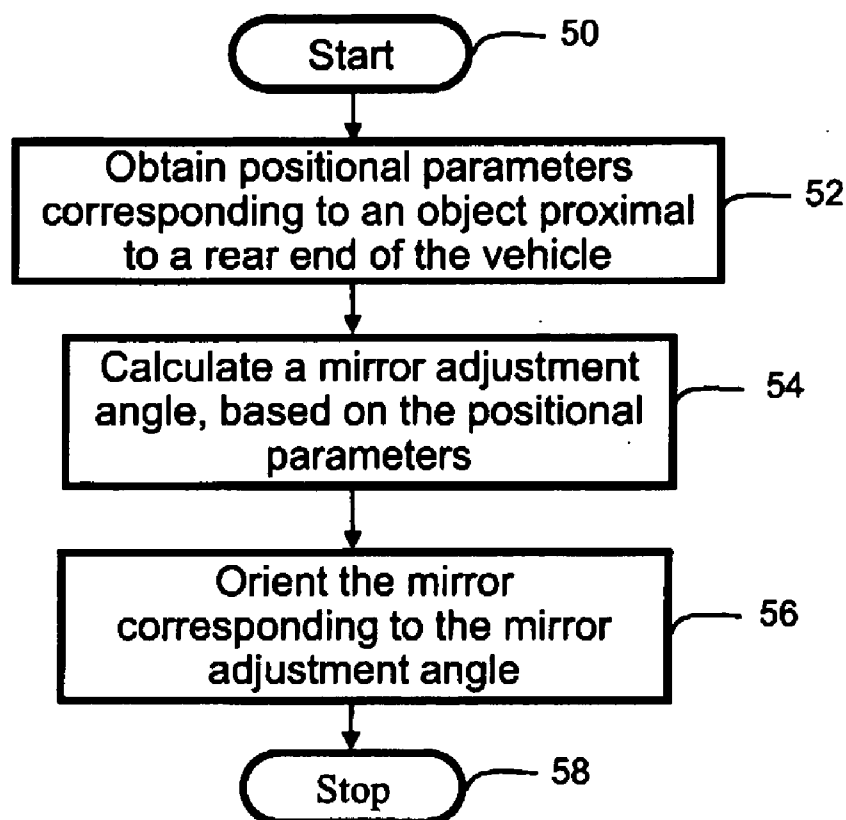 Start
50
Obtain positional parameters
corresponding to an object proximal
to a rear end of the vehicle
52
Calculate a mirror adjustment
angle, based on the positional
parameters
54
Orient the mirror
corresponding to the mirror
adjustment angle
56
Stop
58